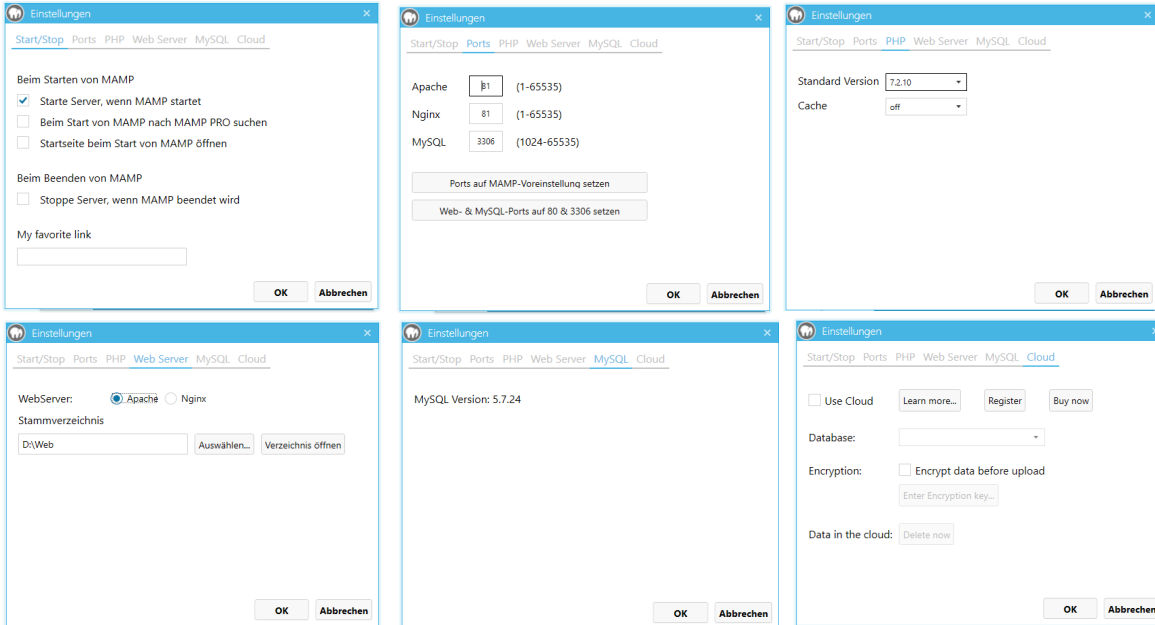 Einstellungen
Start/Stop Ports PHP Web Server MySQL Cloud
Beim Starten von MAMP
Starte Server, wenn MAMP startet
Beim Start von MAMP nach MAMP PRO suchen
Startseite beim Start von MAMP öffnen
Beim Beenden von MAMP
Stoppe Server, wenn MAMP beendet wird
My favorite link
OK Abbrechen
Einstellungen
Start/Stop Ports PHP Web Server MySQL Cloud
Apache 81 (1-65535)
Nginx 81 (1-65535)
MySQL 3306 (1024-65535)
Ports auf MAMP-Voreinstellung setzen
Web- & MySQL-Ports auf 80 & 3306 setzen
OK Abbrechen
Einstellungen
Start/Stop Ports PHP Web Server MySQL Cloud
Standard Version 7.2.10
Cache off
OK Abbrechen
Einstellungen
Start/Stop Ports PHP Web Server MySQL Cloud
WebServer: Apache Nginx
Stammverzeichnis
D:\Web Auswählen... Verzeichnis öffnen
OK Abbrechen
Einstellungen
Start/Stop Ports PHP Web Server MySQL Cloud
MySQL Version: 5.7.24
OK Abbrechen
Einstellungen
Start/Stop Ports PHP Web Server MySQL Cloud
Use Cloud Learn more... Register Buy now
Database:
Encryption: Encrypt data before upload
Enter Encryption key...
Data in the cloud: Delete now
OK Abbrechen